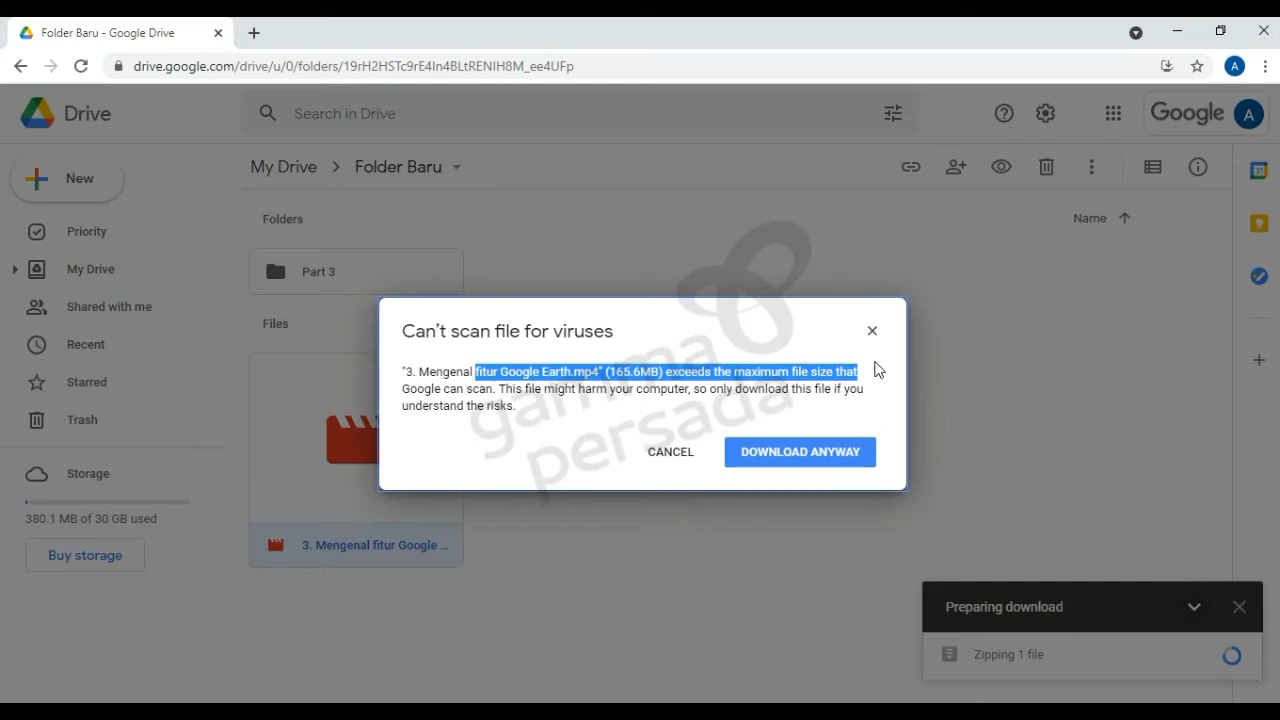 Folder Baru - Google Drive
drive.google.com/drive/u/0/folders/19rH2HSTc9rE4In4BLtRENIH8M_ee4UFp
A
Drive
Search in Drive
Google
A
New
My Drive
Folder Baru
31
Priority
Folders
Name
My Drive
Part 3
Shared with me
Files
Recent
Can't scan file for viruses
"3. Mengenal fitur Google Earth.mp4" (165.6MB) exceeds the maximum file size that
Google can scan. This file might harm your computer, so only download this file if you
understand the risks.
CANCEL
DOWNLOAD ANYWAY
gamma
persada
Starred
Trash
Storage
380.1 MB of 30 GB used
Buy storage
3. Mengenal fitur Google ...
Preparing download
Zipping 1 file